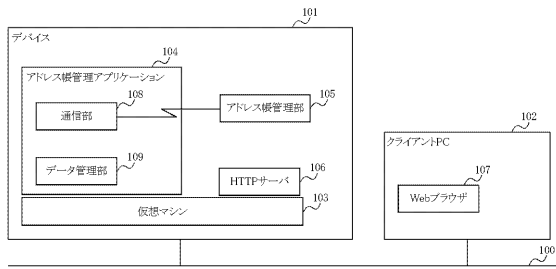 101
デバイス
104
アドレス帳管理アプリケーション
108
通信部
105
アドレス帳管理部
109
データ管理部
106
HTTPサーバ
103
仮想マシン
102
クライアントPC
107
Webブラウザ
100